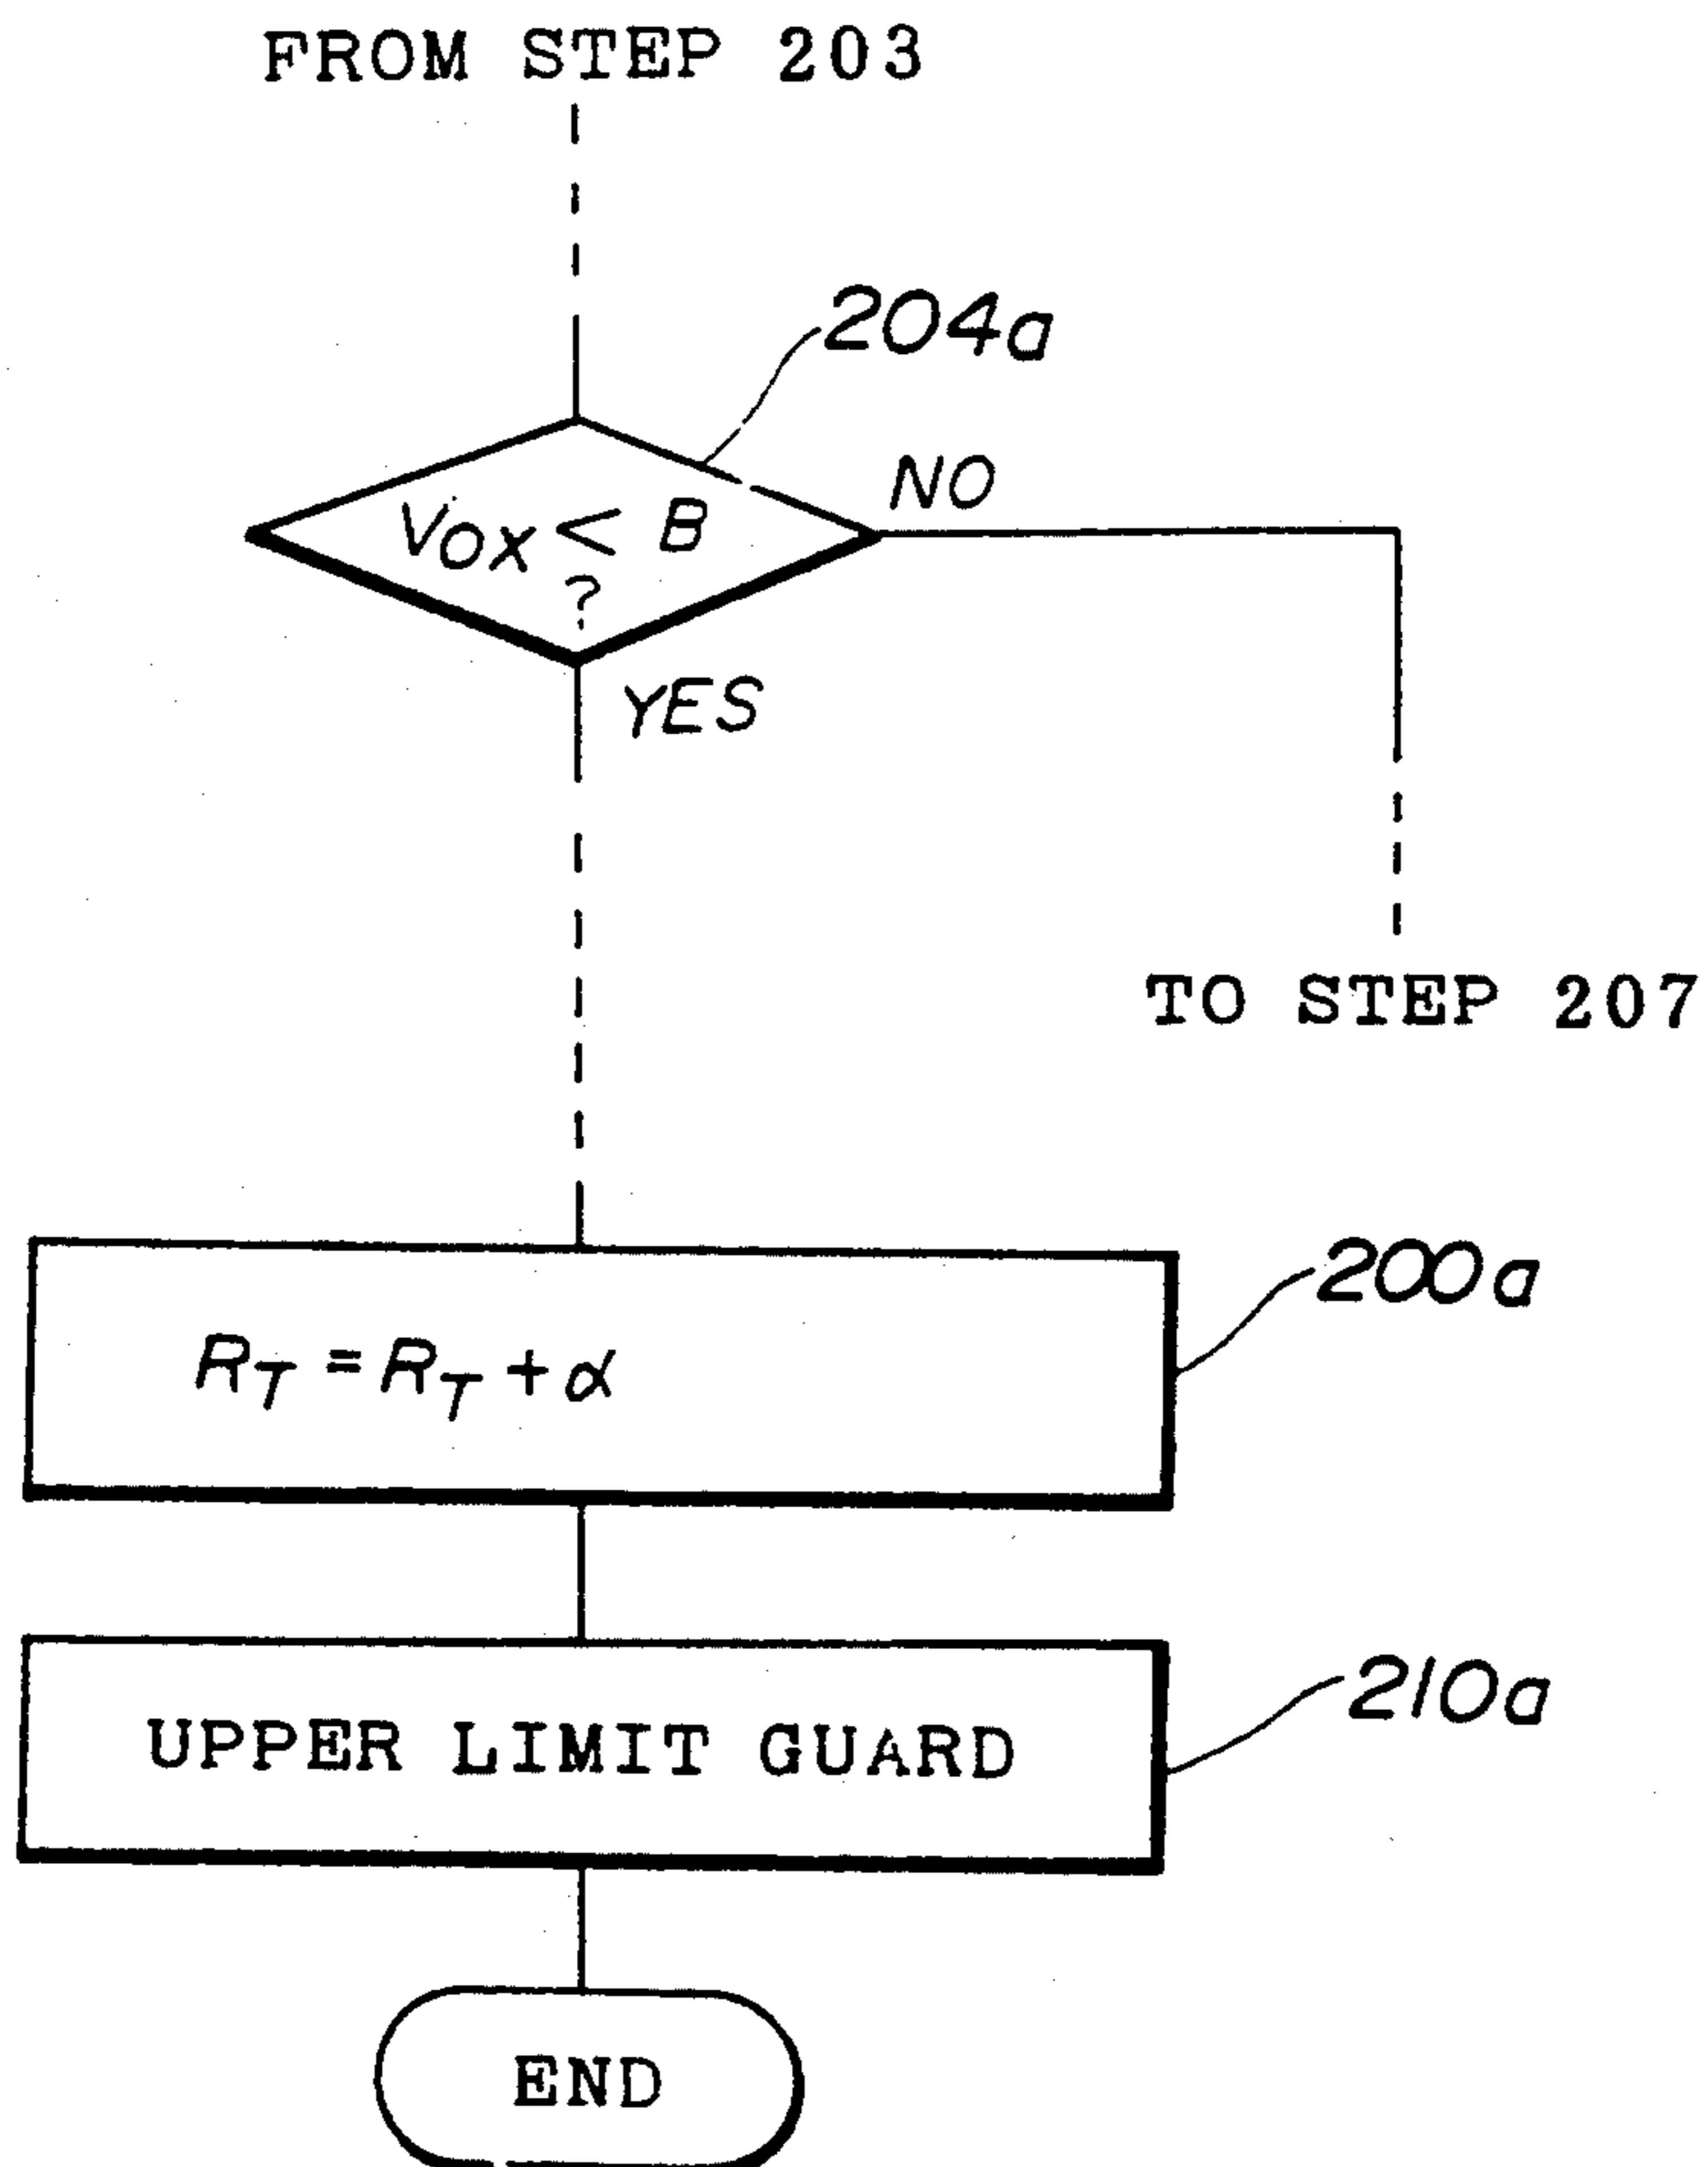 FROM STEP 203
204a
NO
Vox < B
?
YES
TO STEP 207
200a
RT = RT + α
210a
UPPER LIMIT GUARD
END